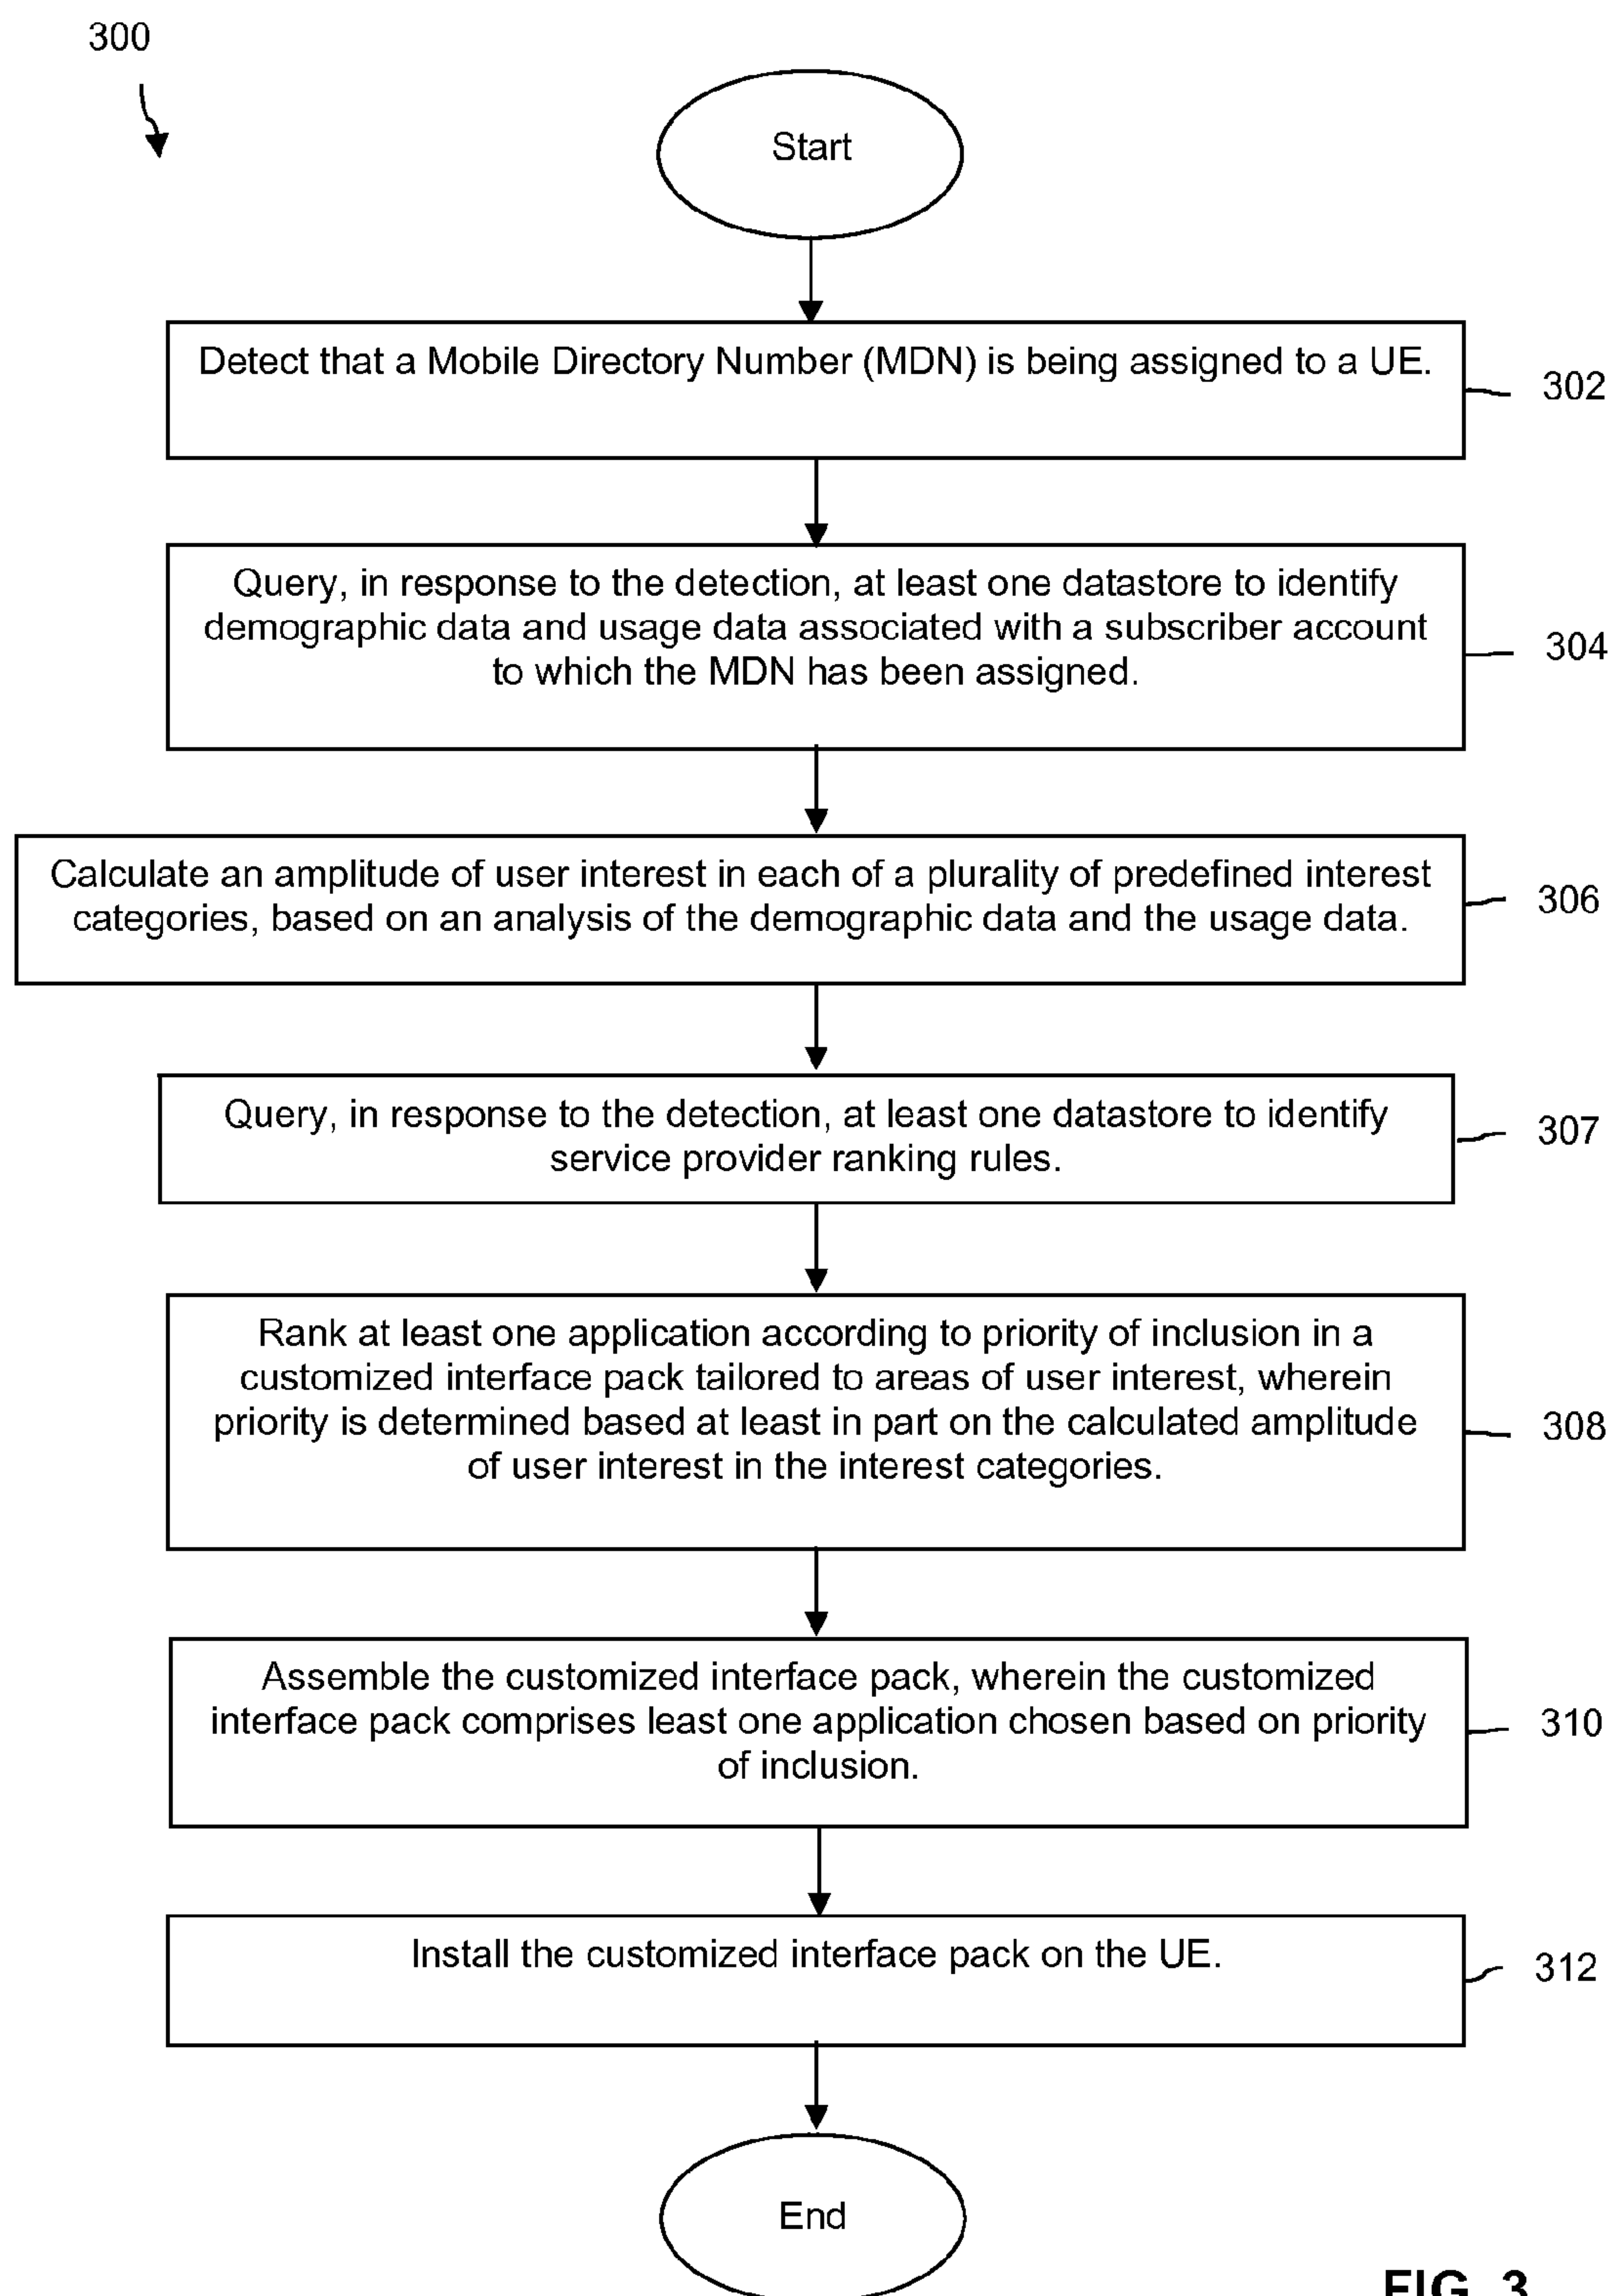 300
Start
Detect that a Mobile Directory Number (MDN) is being assigned to a UE.
302
Query, in response to the detection, at least one datastore to identify
demographic data and usage data associated with a subscriber account
to which the MDN has been assigned.
304
Calculate an amplitude of user interest in each of a plurality of predefined interest
categories, based on an analysis of the demographic data and the usage data.
306
Query, in response to the detection, at least one datastore to identify
service provider ranking rules.
307
Rank at least one application according to priority of inclusion in a
customized interface pack tailored to areas of user interest, wherein
priority is determined based at least in part on the calculated amplitude
of user interest in the interest categories.
308
Assemble the customized interface pack, wherein the customized
interface pack comprises least one application chosen based on priority
of inclusion.
310
Install the customized interface pack on the UE.
312
End
FIG. 3